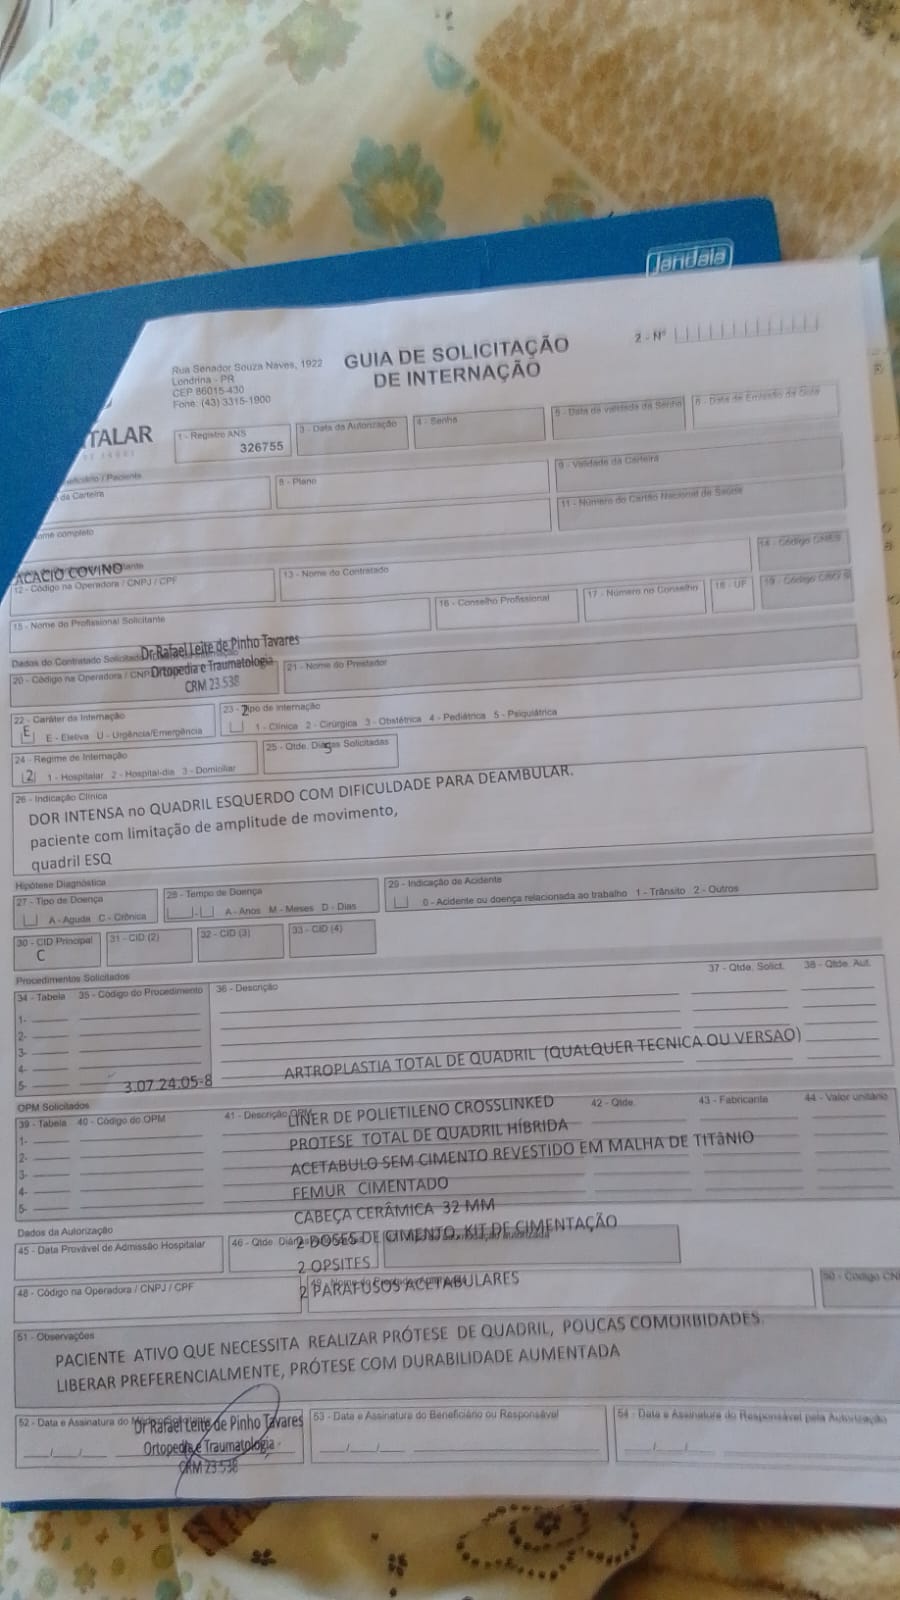 Jandaia
Rua Senador Souza Naves, 1922
Londrina - PR
CEP 86015-430
Fone: (43) 3315-1900
GUIA DE SOLICITAÇÃO
DE INTERNAÇÃO
2 - Nº
TALAR
1 - Registro ANS
326755
3 - Data da Autorização
4 - Senha
5 - Data de validade da Senha
6 - Data de Emissão da Guia
eficiário / Paciente
da Carteira
8 - Plano
9 - Validade da Carteira
ome completo
11 - Número do Cartão Nacional de Saúde
ACACIO COVINO
12 - Código na Operadora / CNPJ / CPF
13 - Nome do Contratado
14 - Código CNES
15 - Nome do Profissional Solicitante
16 - Conselho Profissional
17 - Número no Conselho
18 - UF
19 - Código CBO S
Dados do Contratado Solicitado
Dr. Rafael Leite de Pinho Tavares
Ortopedia e Traumatologia
CRM 23.538
20 - Código na Operadora / CNP
21 - Nome do Prestador
22 - Caráter da Internação
E
E - Eletiva U - Urgência/Emergência
23 - Tipo de Internação
2
1 - Clínica 2 - Cirúrgica 3 - Obstétrica 4 - Pediátrica 5 - Psiquiátrica
24 - Regime de Internação
2
1 - Hospitalar 2 - Hospital-dia 3 - Domiciliar
25 - Qtde. Diárias Solicitadas
5
26 - Indicação Clínica
DOR INTENSA no QUADRIL ESQUERDO COM DIFICULDADE PARA DEAMBULAR.
paciente com limitação de amplitude de movimento,
quadril ESQ
Hipótese Diagnóstica
27 - Tipo de Doença
A - Aguda C - Crônica
28 - Tempo de Doença
A - Anos M - Meses D - Dias
29 - Indicação de Acidente
0 - Acidente ou doença relacionada ao trabalho 1 - Trânsito 2 - Outros
30 - CID Principal
C
31 - CID (2)
32 - CID (3)
33 - CID (4)
Procedimentos Solicitados
34 - Tabela
35 - Código do Procedimento
36 - Descrição
37 - Qtde. Solict.
38 - Qtde. Aut.
1-
2-
3-
4-
5-
3.07.24.05-8
ARTROPLASTIA TOTAL DE QUADRIL (QUALQUER TECNICA OU VERSAO)
OPM Solicitados
39 - Tabela
40 - Código do OPM
41 - Descrição OPM
42 - Qtde.
43 - Fabricante
44 - Valor unitário
1-
2-
3-
4-
5-
LINER DE POLIETILENO CROSSLINKED
PROTESE TOTAL DE QUADRIL HÍBRIDA
ACETABULO SEM CIMENTO REVESTIDO EM MALHA DE TITâNIO
FEMUR CIMENTADO
CABEÇA CERÂMICA 32 MM
2 DOSES DE CIMENTO, KIT DE CIMENTAÇÃO
2 OPSITES
2 PARAFUSOS ACETABULARES
Dados da Autorização
45 - Data Provável de Admissão Hospitalar
46 - Qtde. Diárias
48 - Código na Operadora / CNPJ / CPF
50 - Código CN
51 - Observações
PACIENTE ATIVO QUE NECESSITA REALIZAR PRÓTESE DE QUADRIL, POUCAS COMORBIDADES.
LIBERAR PREFERENCIALMENTE, PRÓTESE COM DURABILIDADE AUMENTADA
52 - Data e Assinatura do
Dr Rafael Leite de Pinho Tavares
Ortopedia e Traumatologia
CRM 23.538
53 - Data e Assinatura do Beneficiário ou Responsável
54 - Data e Assinatura do Responsável pela Autorização